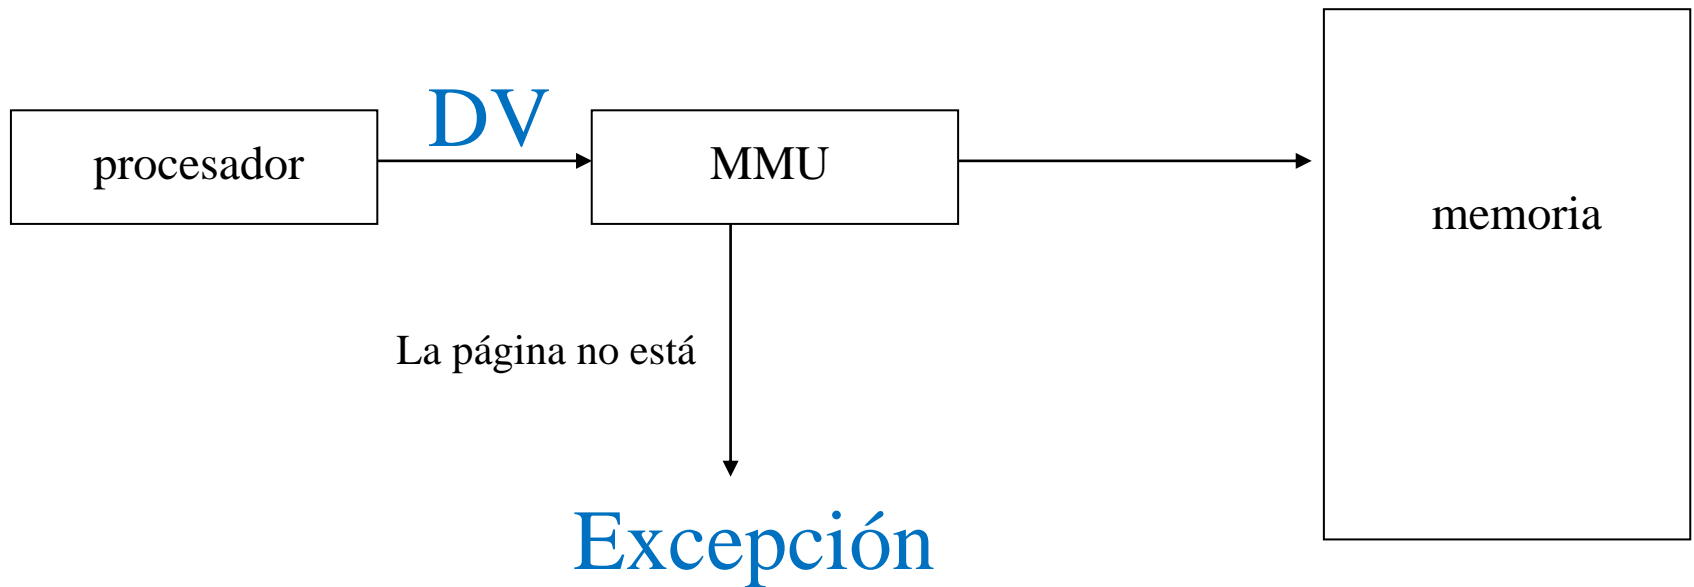 DV
procesador
MMU
memoria
La página no está
Excepción